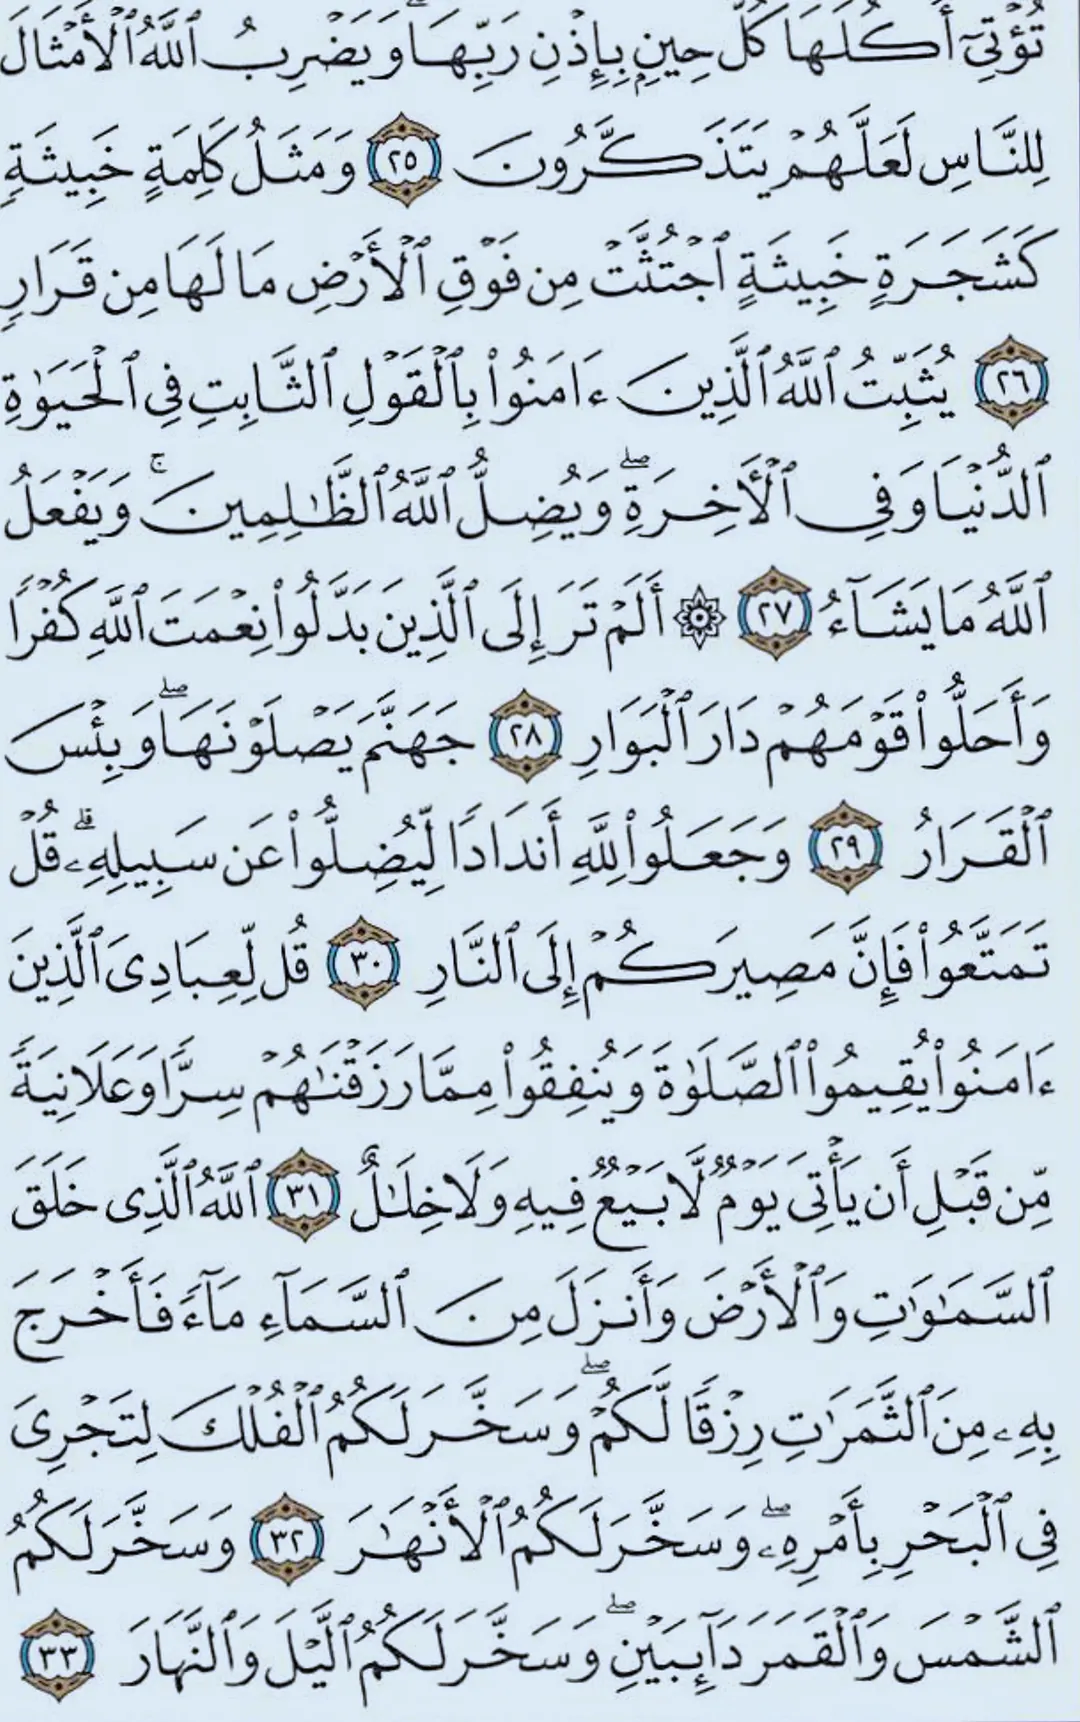 تُؤۡتِيٓ أُكُلَهَا كُلَّ حِينِۭ بِإِذۡنِ رَبِّهَاۗ وَيَضۡرِبُ ٱللَّهُ ٱلۡأَمۡثَالَ
لِلنَّاسِ لَعَلَّهُمۡ يَتَذَكَّرُونَ ٢٥ وَمَثَلُ كَلِمَةٍ خَبِيثَةٖ
كَشَجَرَةٍ خَبِيثَةٍ ٱجۡتُثَّتۡ مِن فَوۡقِ ٱلۡأَرۡضِ مَا لَهَا مِن قَرَارٖ
٢٦ يُثَبِّتُ ٱللَّهُ ٱلَّذِينَ ءَامَنُواْ بِٱلۡقَوۡلِ ٱلثَّابِتِ فِي ٱلۡحَيَوٰةِ
ٱلدُّنۡيَا وَفِي ٱلۡأٓخِرَةِۖ وَيُضِلُّ ٱللَّهُ ٱلظَّٰلِمِينَۚ وَيَفۡعَلُ
ٱللَّهُ مَا يَشَآءُ ٢٧ ۞ أَلَمۡ تَرَ إِلَى ٱلَّذِينَ بَدَّلُواْ نِعۡمَتَ ٱللَّهِ كُفۡرٗا
وَأَحَلُّواْ قَوۡمَهُمۡ دَارَ ٱلۡبَوَارِ ٢٨ جَهَنَّمَ يَصۡلَوۡنَهَاۖ وَبِئۡسَ
ٱلۡقَرَارُ ٢٩ وَجَعَلُواْ لِلَّهِ أَندَادٗا لِّيُضِلُّواْ عَن سَبِيلِهِۦۗ قُلۡ
تَمَتَّعُواْ فَإِنَّ مَصِيرَكُمۡ إِلَى ٱلنَّارِ ٣٠ قُل لِّعِبَادِيَ ٱلَّذِينَ
ءَامَنُواْ يُقِيمُواْ ٱلصَّلَوٰةَ وَيُنفِقُواْ مِمَّا رَزَقۡنَٰهُمۡ سِرّٗا وَعَلَانِيَةٗ
مِّن قَبۡلِ أَن يَأۡتِيَ يَوۡمٞ لَّا بَيۡعٞ فِيهِ وَلَا خِلَٰلٌ ٣١ ٱللَّهُ ٱلَّذِي خَلَقَ
ٱلسَّمَٰوَٰتِ وَٱلۡأَرۡضَ وَأَنزَلَ مِنَ ٱلسَّمَآءِ مَآءٗ فَأَخۡرَجَ
بِهِۦ مِنَ ٱلثَّمَرَٰتِ رِزۡقٗا لَّكُمۡۖ وَسَخَّرَ لَكُمُ ٱلۡفُلۡكَ لِتَجۡرِيَ
فِي ٱلۡبَحۡرِ بِأَمۡرِهِۦۖ وَسَخَّرَ لَكُمُ ٱلۡأَنۡهَٰرَ ٣٢ وَسَخَّرَ لَكُمُ
ٱلشَّمۡسَ وَٱلۡقَمَرَ دَآئِبَيۡنِۖ وَسَخَّرَ لَكُمُ ٱلَّيۡلَ وَٱلنَّهَارَ ٣٣